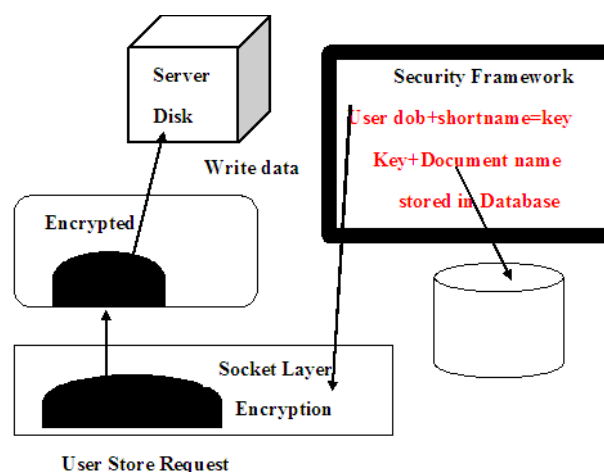 Server
Disk
Security Framework
User dob+shortname=key
Key+Document name
stored in Database
Write data
Encrypted
Socket Layer
Encryption
User Store Request